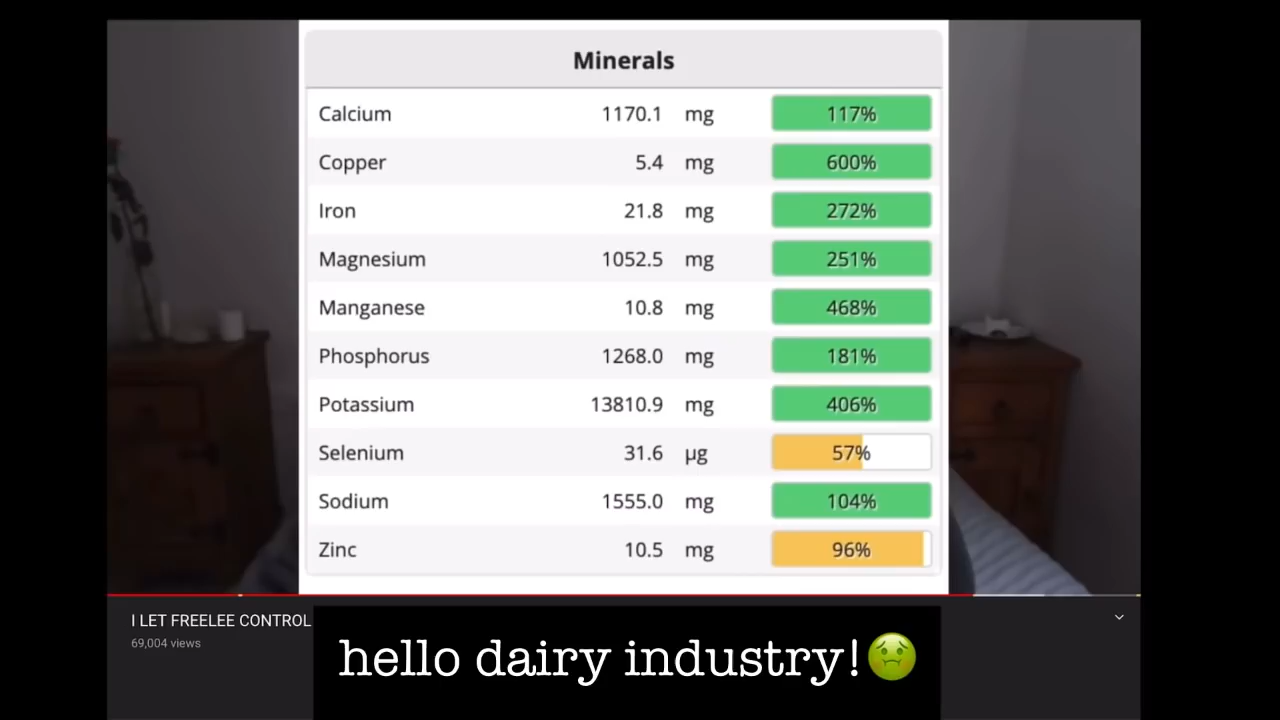 Minerals
Calcium 1170.1 mg 117%
Copper 5.4 mg 600%
Iron 21.8 mg 272%
Magnesium 1052.5 mg 251%
Manganese 10.8 mg 468%
Phosphorus 1268.0 mg 181%
Potassium 13810.9 mg 406%
Selenium 31.6 µg 57%
Sodium 1555.0 mg 104%
Zinc 10.5 mg 96%
I LET FREELEE CONTROL
69,004 views
hello dairy industry!🤢